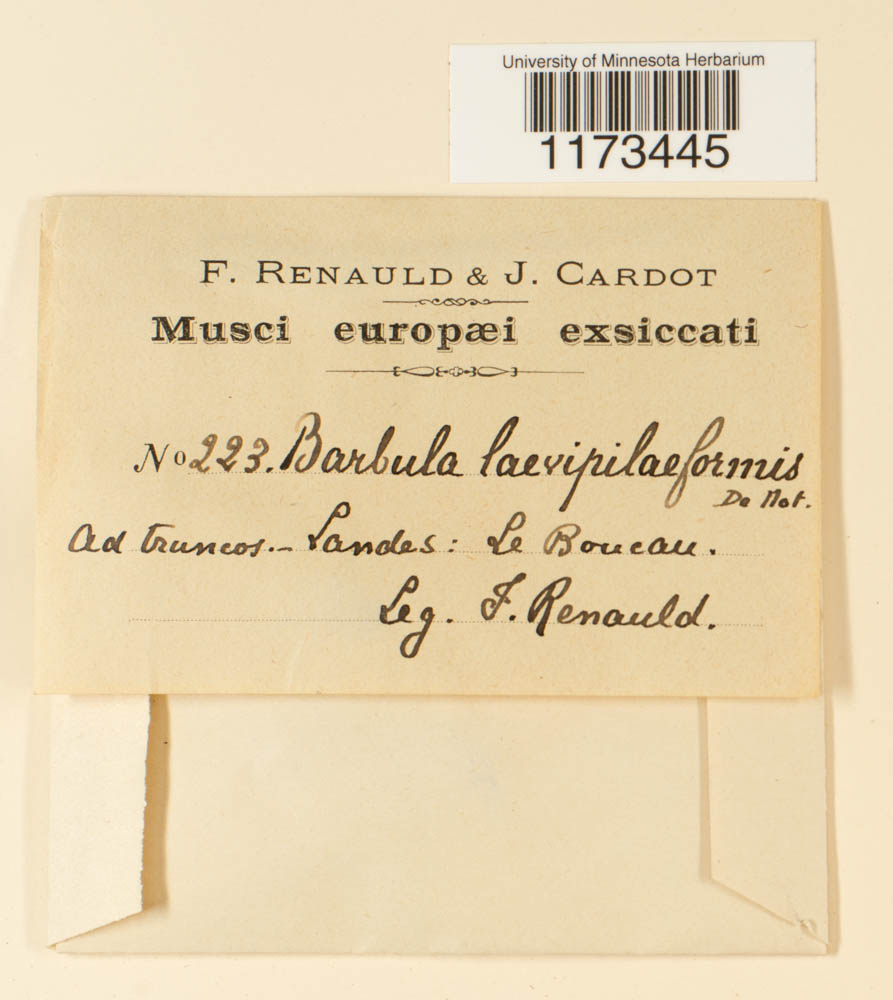 University of Minnesota Herbarium
1173445
F. RENAULD & J. CARDOT
Musci europæi exsiccati
No 223. Barbula laevipilaeformis
De Not.
Ad truncos.- Landes: Le Boucau.
Leg. F. Renauld.